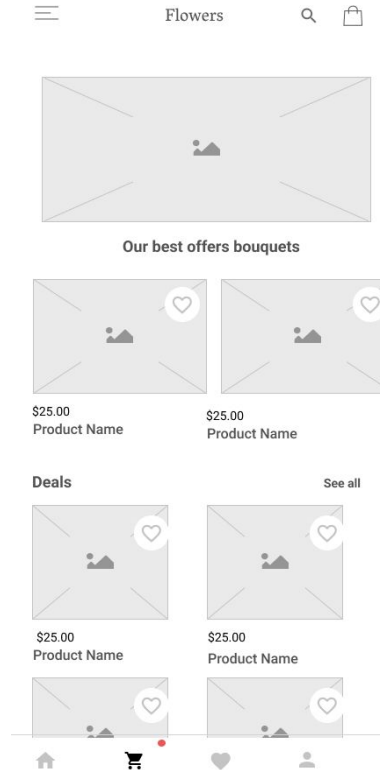 Flowers
Our best offers bouquets
$25.00
Product Name
$25.00
Product Name
Deals
See all
$25.00
Product Name
$25.00
Product Name